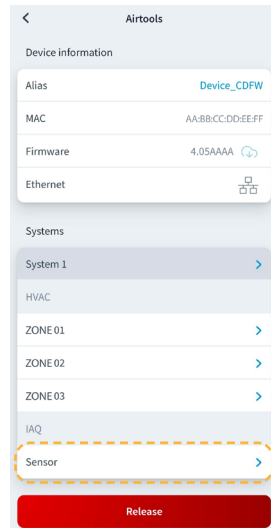 Airtools
Device information
Alias Device_CDFW
MAC AA:BB:CC:DD:EE:FF
Firmware 4.05AAAA
Ethernet
Systems
System 1
HVAC
ZONE 01
ZONE 02
ZONE 03
IAQ
Sensor
Release